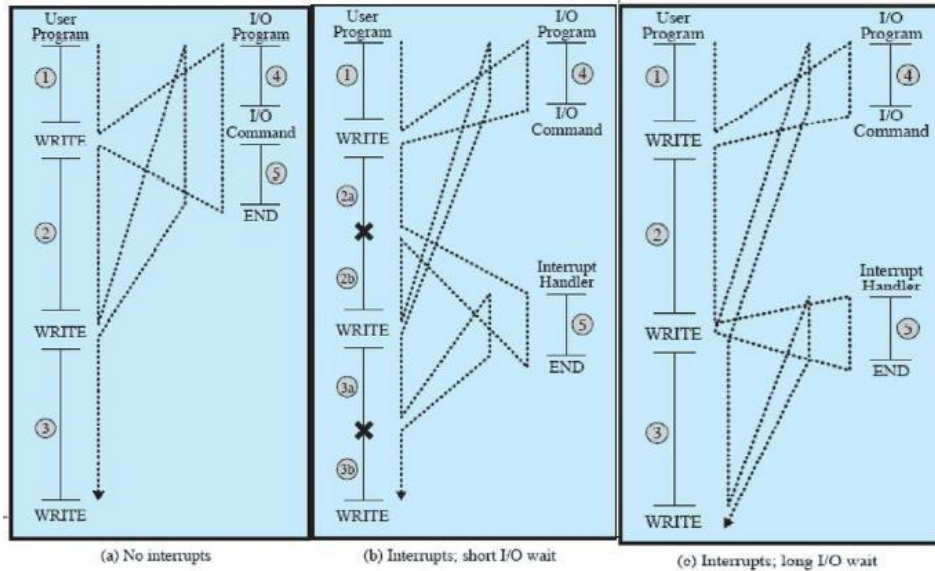 User
Program
I/O
Program
1
4
WRITE
I/O
Command
5
END
2
WRITE
3
WRITE
(a) No interrupts
User
Program
I/O
Program
1
4
WRITE
I/O
Command
2a
2b
Interrupt
Handler
5
END
WRITE
3a
3b
WRITE
(b) Interrupts; short I/O wait
User
Program
I/O
Program
1
4
WRITE
I/O
Command
2
Interrupt
Handler
5
END
WRITE
3
WRITE
(c) Interrupts; long I/O wait